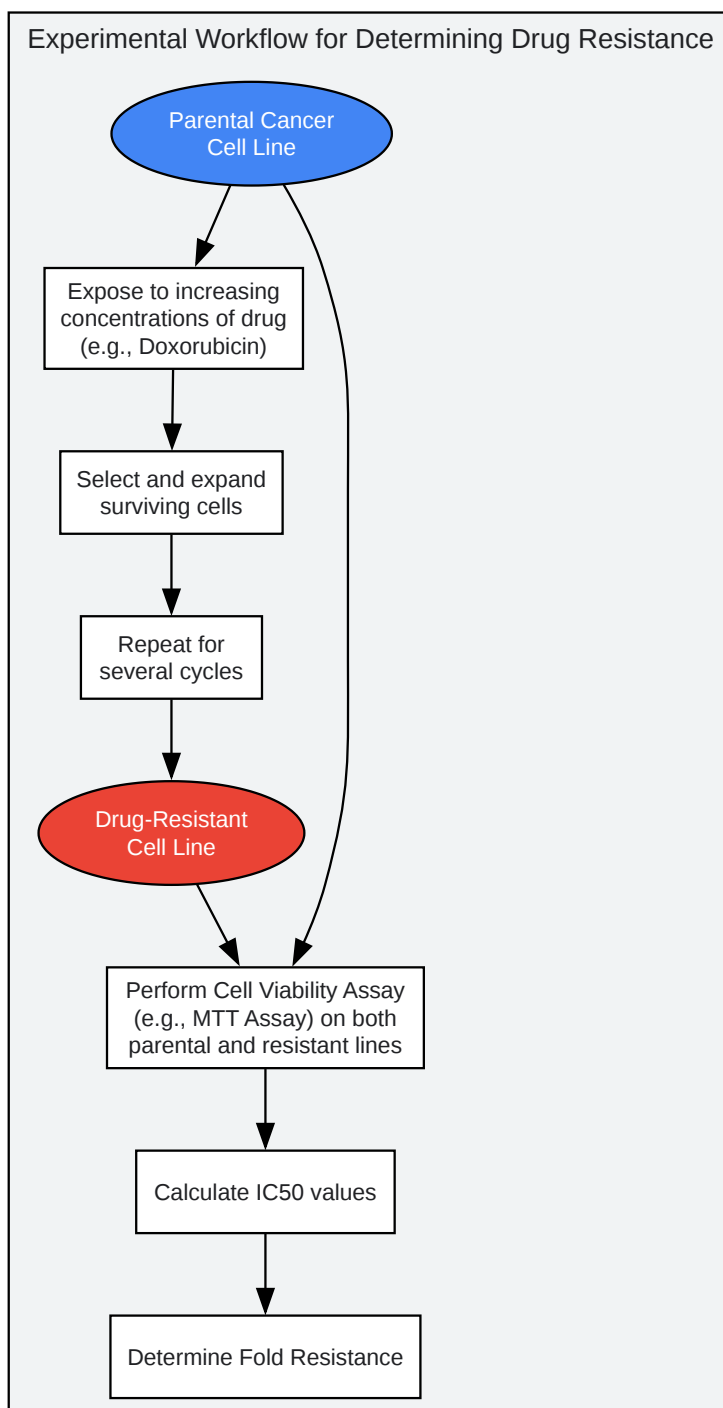 Experimental Workflow for Determining Drug Resistance
Parental Cancer
Cell Line
Expose to increasing
concentrations of drug
(e.g., Doxorubicin)
Select and expand
surviving cells
Repeat for
several cycles
Drug-Resistant
Cell Line
Perform Cell Viability Assay
(e.g., MTT Assay) on both
parental and resistant lines
Calculate IC50 values
Determine Fold Resistance